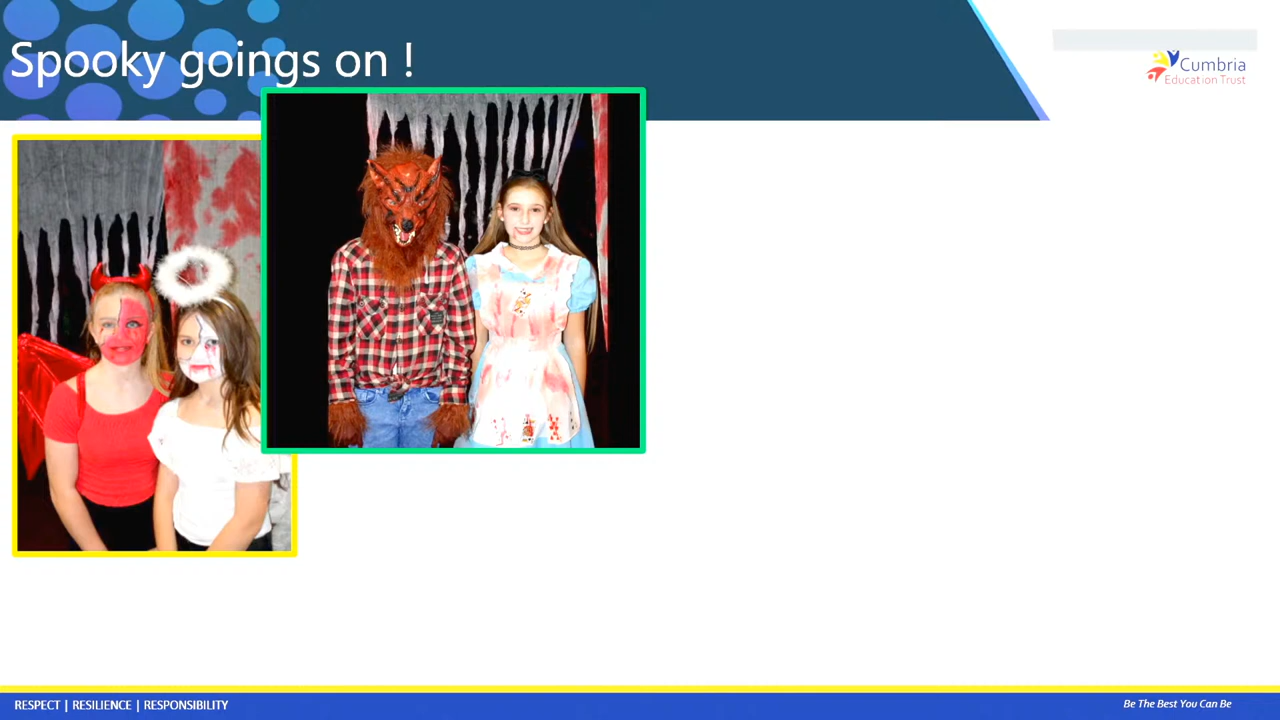 Spooky goings on !
Cumbria
Education Trust
RESPECT | RESILIENCE | RESPONSIBILITY
Be The Best You Can Be